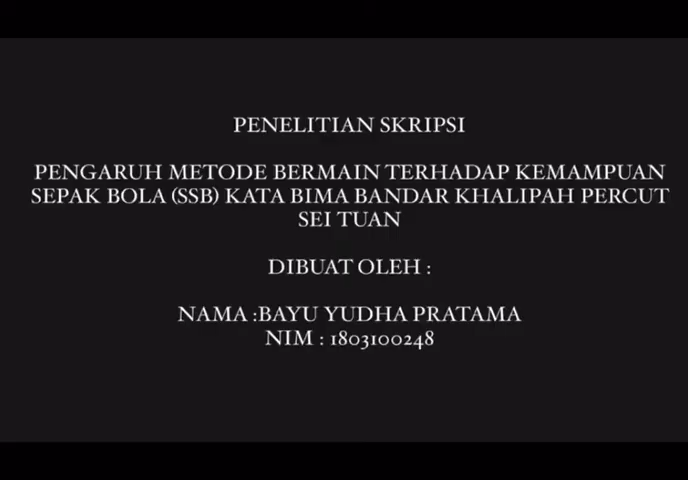 PENELITIAN SKRIPSI
PENGARUH METODE BERMAIN TERHADAP KEMAMPUAN
SEPAK BOLA (SSB) KATA BIMA BANDAR KHALIPAH PERCUT
SEI TUAN
DIBUAT OLEH :
NAMA :BAYU YUDHA PRATAMA
NIM : 1803100248